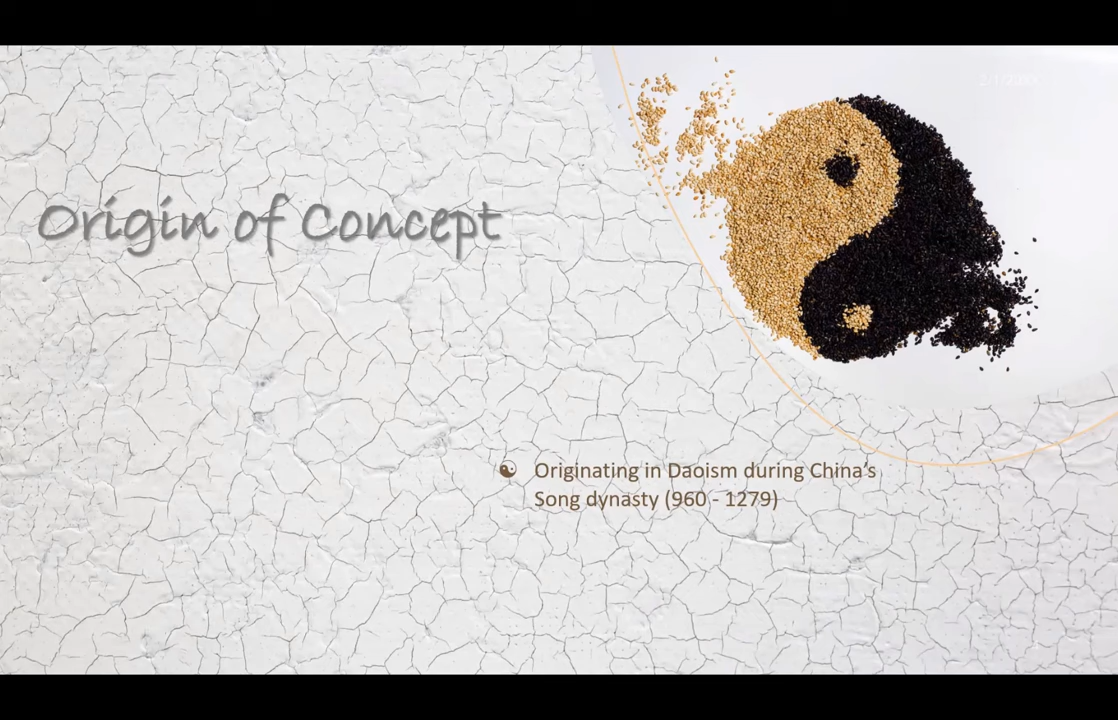 Origin of Concept
☯ Originating in Daoism during China's
Song dynasty (960 - 1279)